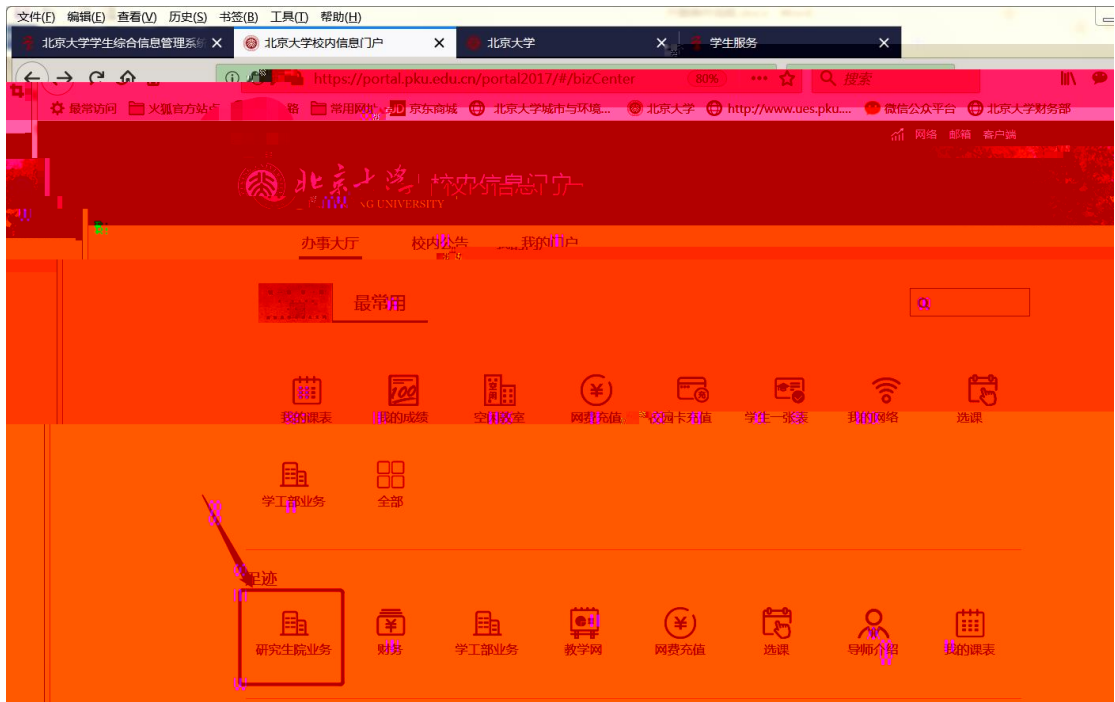 文件(F) 编辑(E) 查看(V) 历史(S) 书签(B) 工具(T) 帮助(H)
北京大学学生综合信息管理系统 北京大学校内信息门户 北京大学 学生服务
https://portal.pku.edu.cn/portal2017/#/bizCenter 80% 搜索
最常访问 火狐官方站点 常用网址 JD 京东商城 北京大学城市与环境... 北京大学 http://www.ues.pku.... 微信公众平台 北京大学财务部
网络 邮箱 客户端
北京大学 校内信息门户
NG UNIVERSITY
办事大厅 校内公告 我的门户
最常用
我的课表 我的成绩 空闲教室 网费充值 校园卡充值 学生一张表 我的网络 选课
学工部业务 全部
足迹
研究生院业务 财务 学工部业务 教学网 网费充值 选课 导师介绍 我的课表